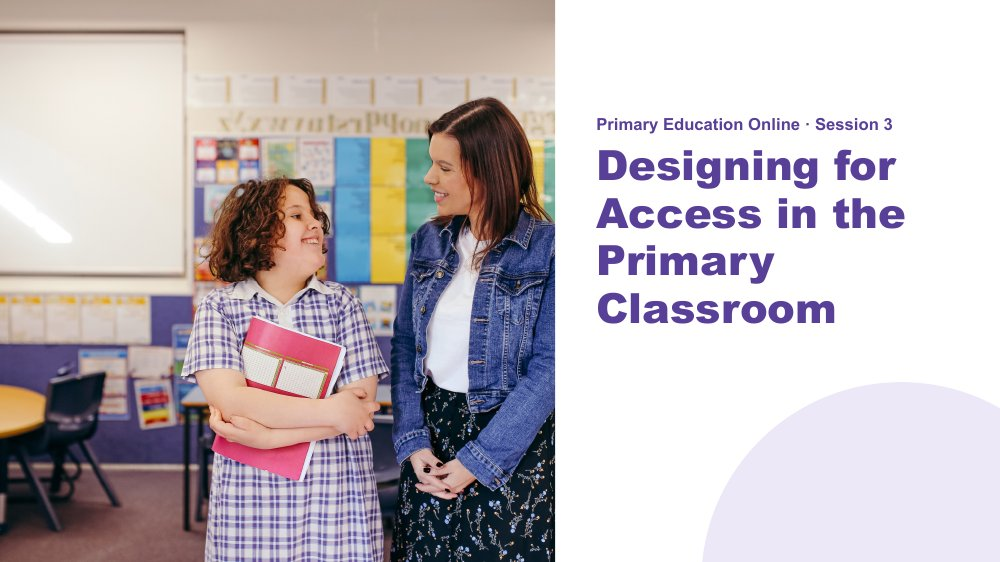 Primary Education Online · Session 3
Designing for
Access in the
Primary
Classroom